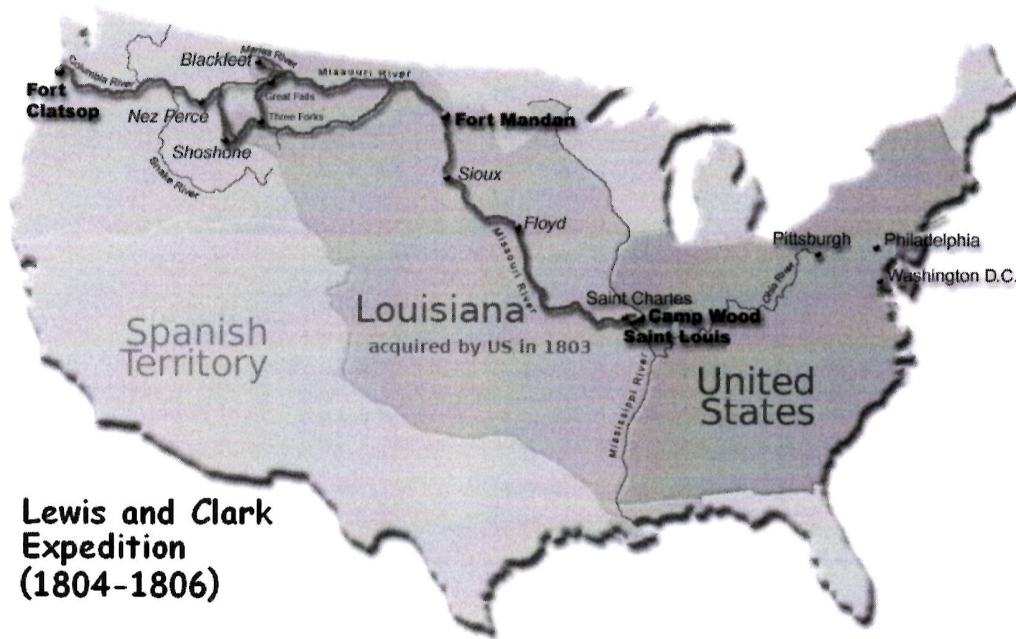 Marias River
Blackfeet
Missouri River
Columbia River
Fort
Clatsop
Great Falls
Fort Mandan
Nez Perce
Three Forks
Shoshone
Snake River
Sioux
Floyd
Missouri River
Pittsburgh
Philadelphia
Ohio River
Washington D.C.
Saint Charles
Louisiana
Camp Wood
Spanish
Territory
Saint Louis
acquired by US in 1803
Mississippi River
United
States
Lewis and Clark
Expedition
(1804-1806)